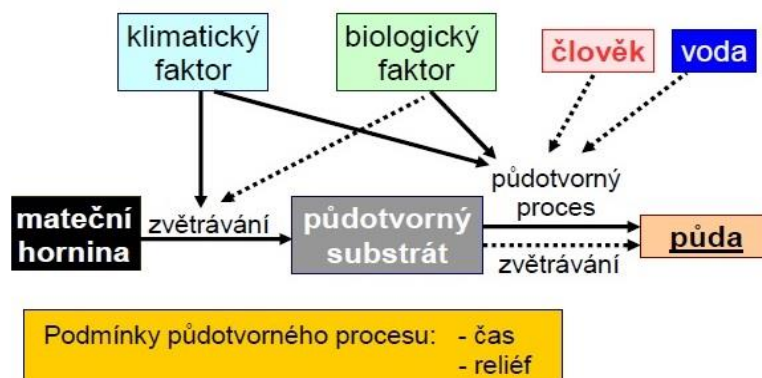 klimatický
faktor
biologický
faktor
člověk
voda
půdotvorný
proces
mateční
hornina
zvětrávání
půdotvorný
substrát
půda
zvětrávání
Podmínky půdotvorného procesu: - čas
- reliéf